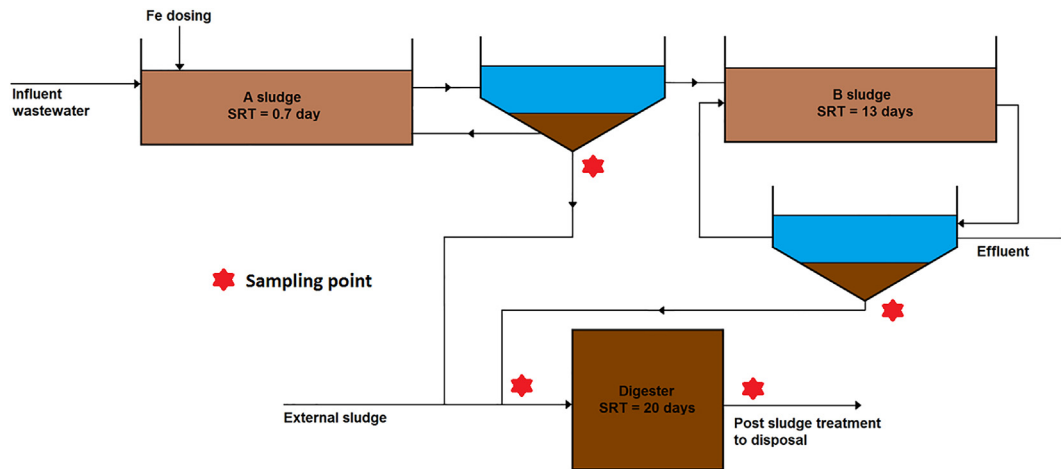 Fe dosing
Influent
wastewater
A sludge
SRT = 0.7 day
B sludge
SRT = 13 days
Effluent
Sampling point
Digester
SRT = 20 days
External sludge
Post sludge treatment
to disposal